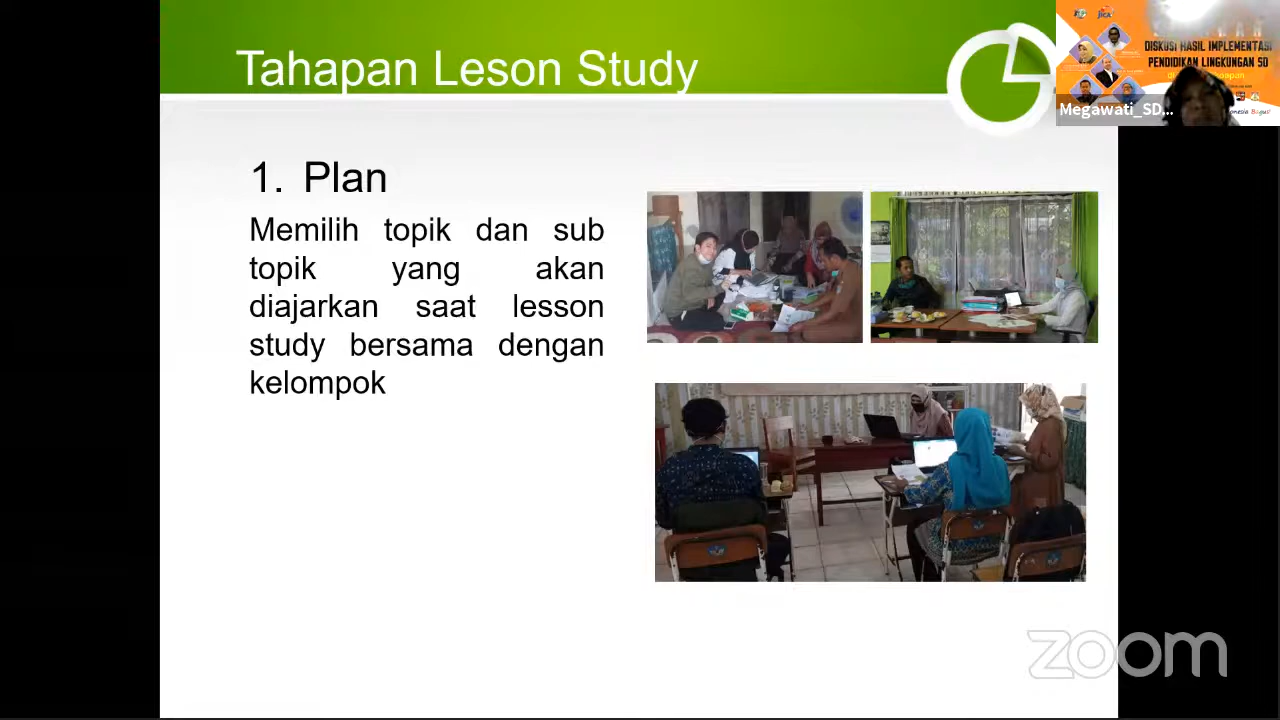 Tahapan Leson Study
1. Plan
Memilih topik dan sub
topik yang akan
diajarkan saat lesson
study bersama dengan
kelompok
jica
DISKUSI HASIL IMPLEMENTASI
PENDIDIKAN LINGKUNGAN SD
Megawati_SD...
zoom